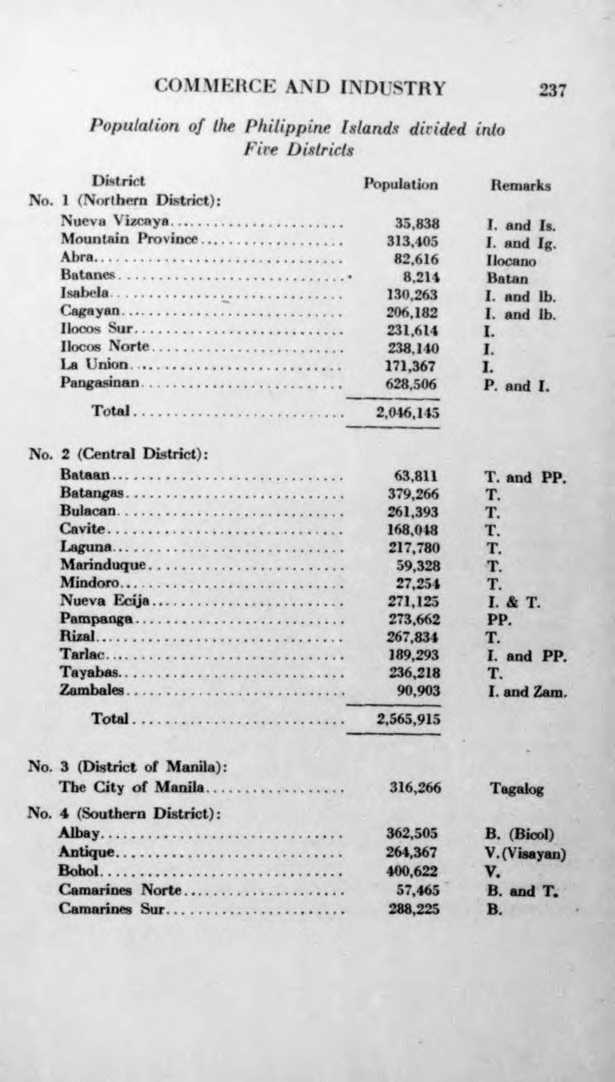 COMMERCE AND INDUSTRY 237
Population of the Philippine Islands divided into
Five Districts
District Population Remarks
No. 1 (Northern District):
Nueva Vizcaya 35,838 I. and Is.
Mountain Province 313,405 I. and Ig.
Abra 82,616 Ilocano
Batanes 8,214 Batan
Isabela 130,263 I. and Ib.
Cagayan 206,182 I. and Ib.
Ilocos Sur 231,614 I.
Ilocos Norte 238,140 I.
La Union 171,367 I.
Pangasinan 628,506 P. and I.
Total 2,046,145
No. 2 (Central District):
Bataan 63,811 T. and PP.
Batangas 379,266 T.
Bulacan 261,393 T.
Cavite 168,048 T.
Laguna 217,780 T.
Marinduque 59,328 T.
Mindoro 27,254 T.
Nueva Ecija 271,125 I. & T.
Pampanga 273,662 PP.
Rizal 267,834 T.
Tarlac 189,293 I. and PP.
Tayabas 236,218 T.
Zambales 90,903 I. and Zam.
Total 2,565,915
No. 3 (District of Manila):
The City of Manila 316,266 Tagalog
No. 4 (Southern District):
Albay 362,505 B. (Bicol)
Antique 264,367 V. (Visayan)
Bohol 400,622 V.
Camarines Norte 57,465 B. and T.
Camarines Sur 288,225 B.